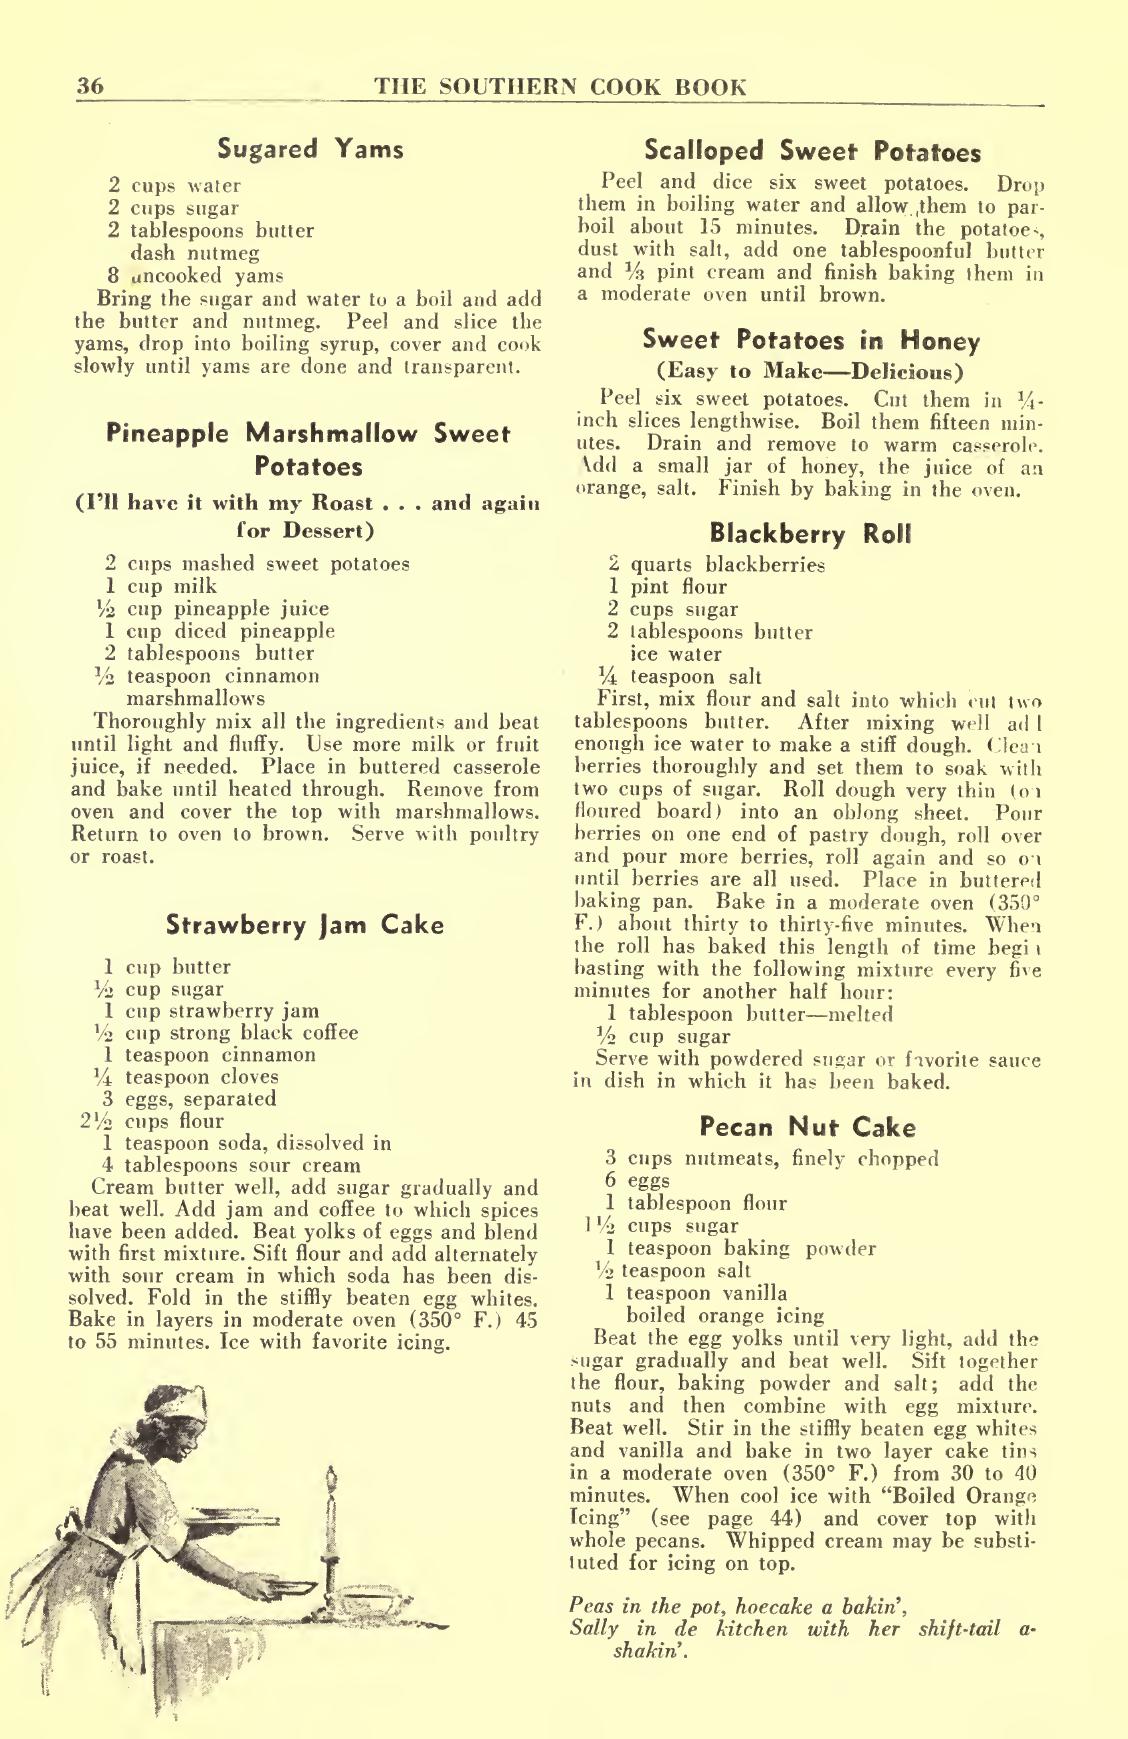 36
THE SOUTHERN COOK BOOK
Sugared Yams
2 cups water
2 cups sugar
2 tablespoons butter
dash nutmeg
8 uncooked yams
Bring the sugar and water to a boil and add
the butter and nutmeg. Peel and slice the
yams, drop into boiling syrup, cover and cook
slowly until yams are done and transparent.
Pineapple Marshmallow Sweet
Potatoes
(I'll have it with my Roast . . . and again
for Dessert)
2 cups mashed sweet potatoes
1 cup milk
½ cup pineapple juice
1 cup diced pineapple
2 tablespoons butter
½ teaspoon cinnamon
marshmallows
Thoroughly mix all the ingredients and beat
until light and fluffy. Use more milk or fruit
juice, if needed. Place in buttered casserole
and bake until heated through. Remove from
oven and cover the top with marshmallows.
Return to oven to brown. Serve with poultry
or roast.
Strawberry Jam Cake
1 cup butter
½ cup sugar
1 cup strawberry jam
½ cup strong black coffee
1 teaspoon cinnamon
¼ teaspoon cloves
3 eggs, separated
2½ cups flour
1 teaspoon soda, dissolved in
4 tablespoons sour cream
Cream butter well, add sugar gradually and
beat well. Add jam and coffee to which spices
have been added. Beat yolks of eggs and blend
with first mixture. Sift flour and add alternately
with sour cream in which soda has been dis-
solved. Fold in the stiffly beaten egg whites.
Bake in layers in moderate oven (350° F.) 45
to 55 minutes. Ice with favorite icing.
Scalloped Sweet Potatoes
Peel and dice six sweet potatoes. Drop
them in boiling water and allow them to par-
boil about 15 minutes. Drain the potatoes,
dust with salt, add one tablespoonful butter
and ⅓ pint cream and finish baking them in
a moderate oven until brown.
Sweet Potatoes in Honey
(Easy to Make—Delicious)
Peel six sweet potatoes. Cut them in ¼-
inch slices lengthwise. Boil them fifteen min-
utes. Drain and remove to warm casserole.
Add a small jar of honey, the juice of an
orange, salt. Finish by baking in the oven.
Blackberry Roll
2 quarts blackberries
1 pint flour
2 cups sugar
2 tablespoons butter
ice water
¼ teaspoon salt
First, mix flour and salt into which cut two
tablespoons butter. After mixing well add
enough ice water to make a stiff dough. Clean
berries thoroughly and set them to soak with
two cups of sugar. Roll dough very thin (on
floured board) into an oblong sheet. Pour
berries on one end of pastry dough, roll over
and pour more berries, roll again and so on
until berries are all used. Place in buttered
baking pan. Bake in a moderate oven (350°
F.) about thirty to thirty-five minutes. When
the roll has baked this length of time begin
basting with the following mixture every five
minutes for another half hour:
1 tablespoon butter—melted
½ cup sugar
Serve with powdered sugar or favorite sauce
in dish in which it has been baked.
Pecan Nut Cake
3 cups nutmeats, finely chopped
6 eggs
1 tablespoon flour
1½ cups sugar
1 teaspoon baking powder
½ teaspoon salt
1 teaspoon vanilla
boiled orange icing
Beat the egg yolks until very light, add the
sugar gradually and beat well. Sift together
the flour, baking powder and salt; add the
nuts and then combine with egg mixture.
Beat well. Stir in the stiffly beaten egg whites
and vanilla and bake in two layer cake tins
in a moderate oven (350° F.) from 30 to 40
minutes. When cool ice with “Boiled Orange
Icing” (see page 44) and cover top with
whole pecans. Whipped cream may be substi-
tuted for icing on top.
Peas in the pot, hoecake a bakin',
Sally in de kitchen with her shift-tail a-
shakin'.